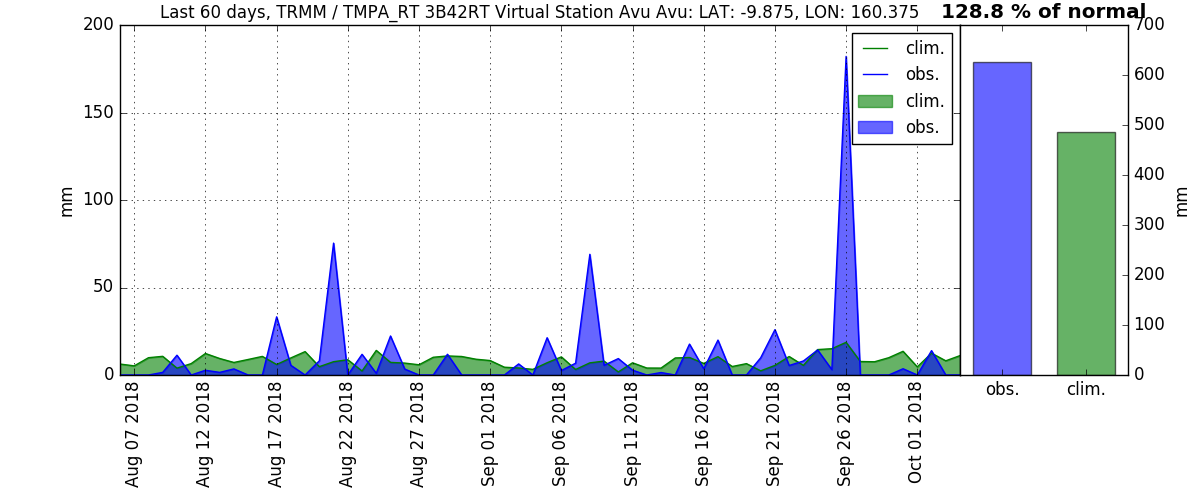 Last 60 days, TRMM / TMPA_RT 3B42RT Virtual Station Avu Avu: LAT: -9.875, LON: 160.375
128.8 % of normal
mm
200
150
100
50
0
Aug 07 2018
Aug 12 2018
Aug 17 2018
Aug 22 2018
Aug 27 2018
Sep 01 2018
Sep 06 2018
Sep 11 2018
Sep 16 2018
Sep 21 2018
Sep 26 2018
Oct 01 2018
clim.
obs.
clim.
obs.
700
600
500
400
300
200
100
0
mm
obs.
clim.